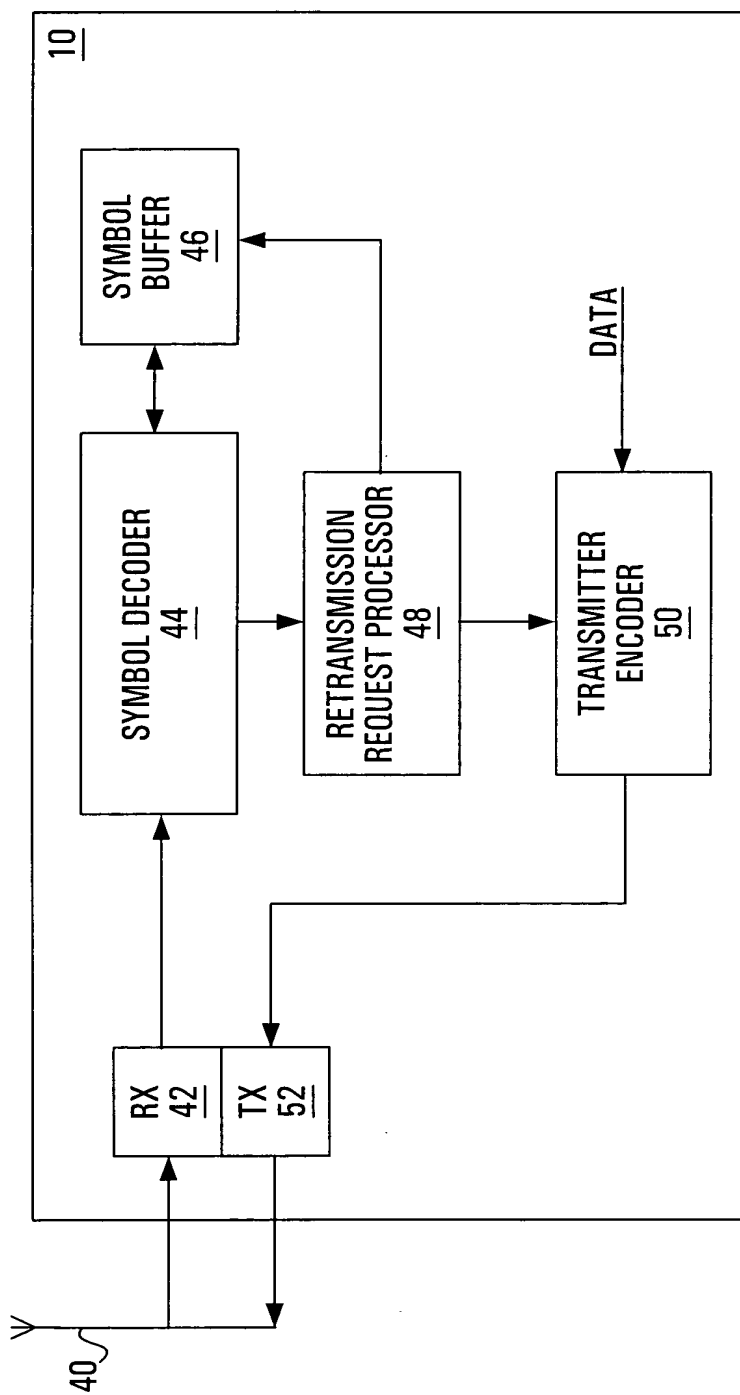 10
SYMBOL
BUFFER
46
SYMBOL DECODER
44
RETRANSMISSION
REQUEST PROCESSOR
48
DATA
TRANSMITTER
ENCODER
50
RX
42
TX
52
40